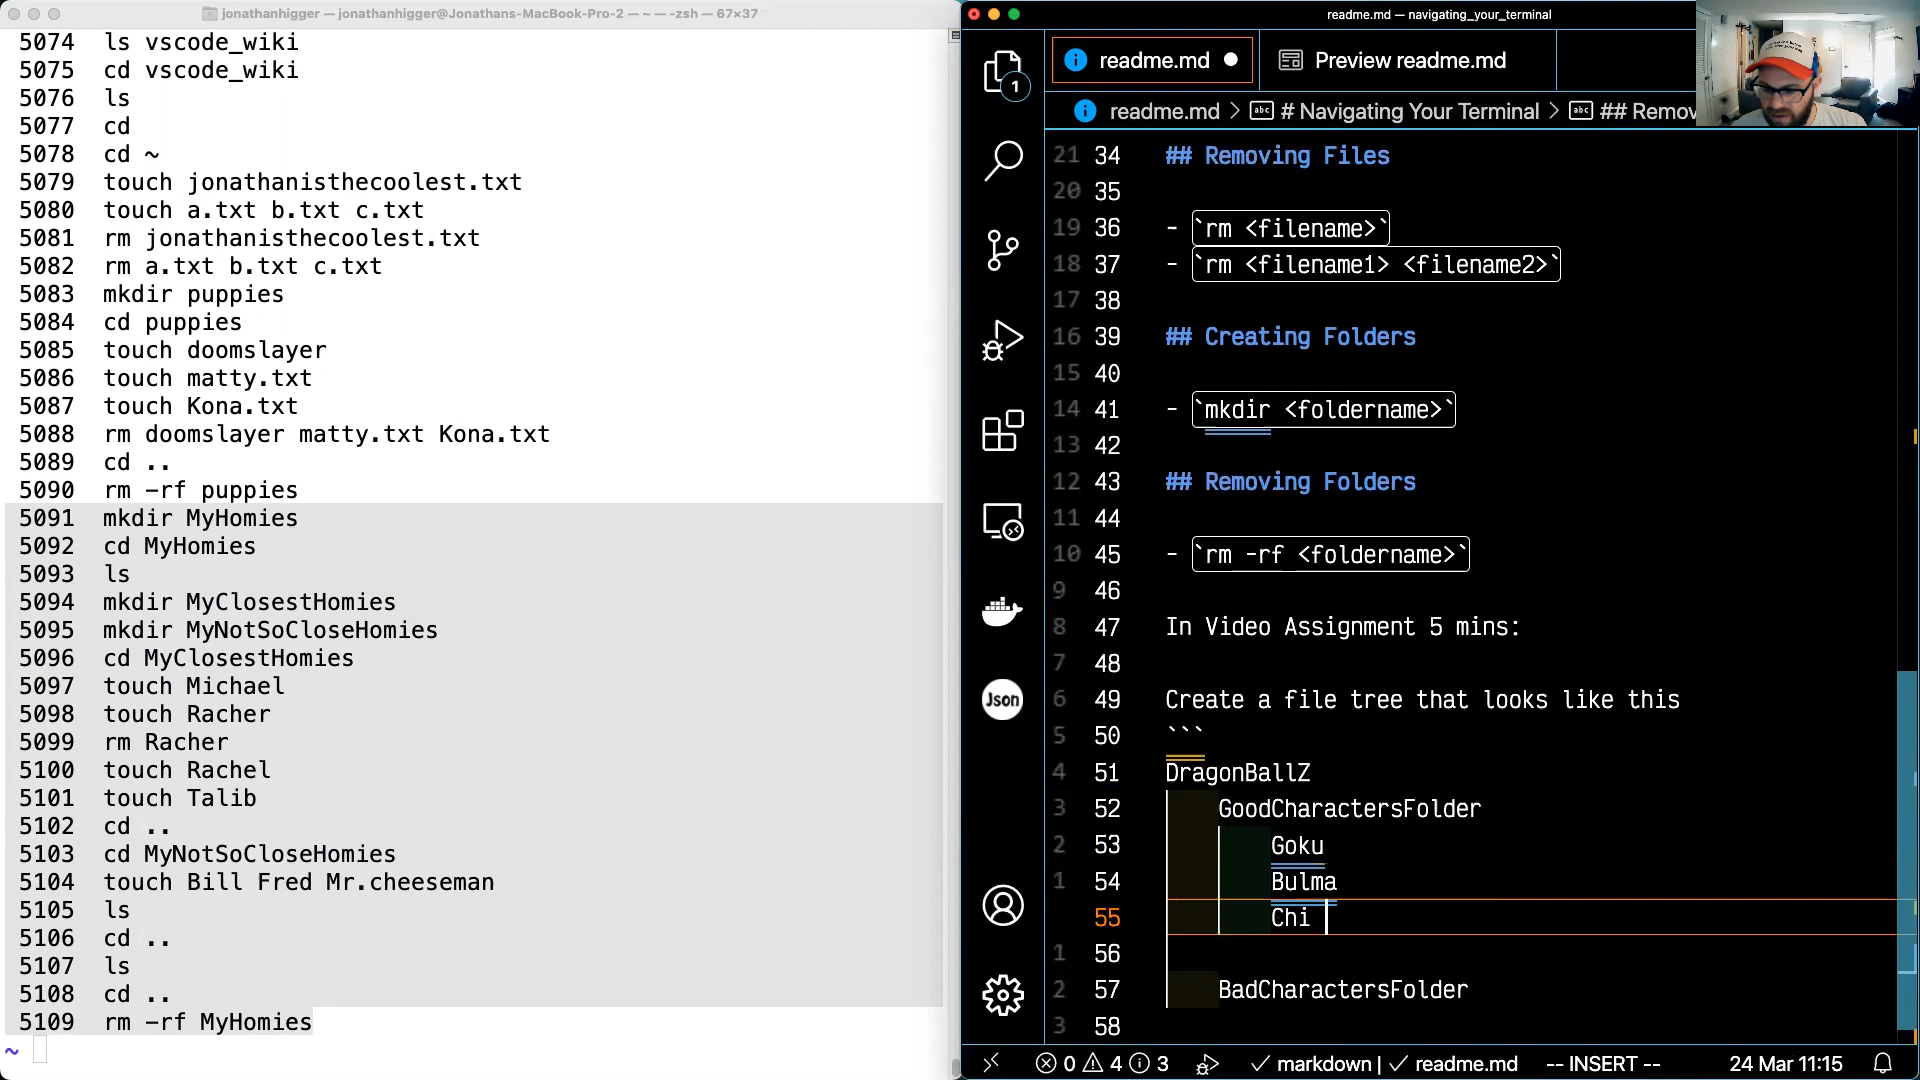 jonathanhigger — jonathanhigger@Jonathans-MacBook-Pro-2 — ~ — -zsh — 67×37
5074 ls vscode_wiki
5075 cd vscode_wiki
5076 ls
5077 cd
5078 cd ~
5079 touch jonathanisthecoolest.txt
5080 touch a.txt b.txt c.txt
5081 rm jonathanisthecoolest.txt
5082 rm a.txt b.txt c.txt
5083 mkdir puppies
5084 cd puppies
5085 touch doomslayer
5086 touch matty.txt
5087 touch Kona.txt
5088 rm doomslayer matty.txt Kona.txt
5089 cd ..
5090 rm -rf puppies
5091 mkdir MyHomies
5092 cd MyHomies
5093 ls
5094 mkdir MyClosestHomies
5095 mkdir MyNotSoCloseHomies
5096 cd MyClosestHomies
5097 touch Michael
5098 touch Racher
5099 rm Racher
5100 touch Rachel
5101 touch Talib
5102 cd ..
5103 cd MyNotSoCloseHomies
5104 touch Bill Fred Mr.cheeseman
5105 ls
5106 cd ..
5107 ls
5108 cd ..
5109 rm -rf MyHomies
~
readme.md — navigating_your_terminal
readme.md
Preview readme.md
1
readme.md > # Navigating Your Terminal > ## Remov
21 34 ## Removing Files
20 35
19 36 - `rm <filename>`
18 37 - `rm <filename1> <filename2>`
17 38
16 39 ## Creating Folders
15 40
14 41 - `mkdir <foldername>`
13 42
12 43 ## Removing Folders
11 44
10 45 - `rm -rf <foldername>`
9 46
8 47 In Video Assignment 5 mins:
7 48
6 49 Create a file tree that looks like this
5 50 ```
4 51 DragonBallZ
3 52 GoodCharactersFolder
2 53 Goku
1 54 Bulma
55 Chi
1 56
2 57 BadCharactersFolder
3 58
Json
0 4 3 markdown | readme.md -- INSERT -- 24 Mar 11:15